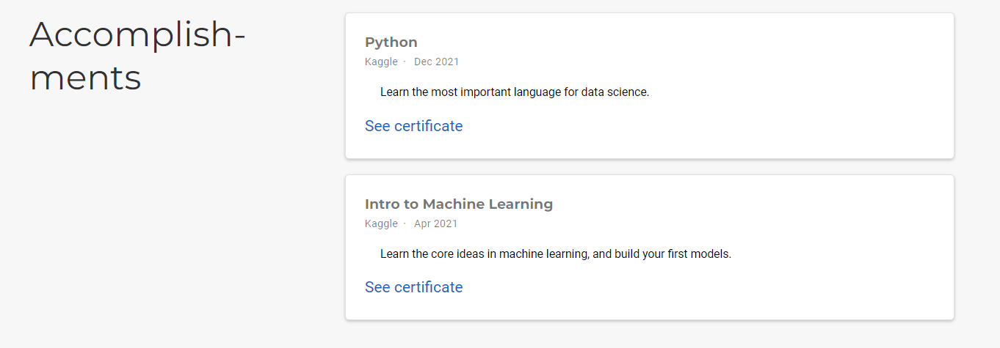 Accomplish-
ments
Python
Kaggle · Dec 2021
Learn the most important language for data science.
See certificate
Intro to Machine Learning
Kaggle · Apr 2021
Learn the core ideas in machine learning, and build your first models.
See certificate